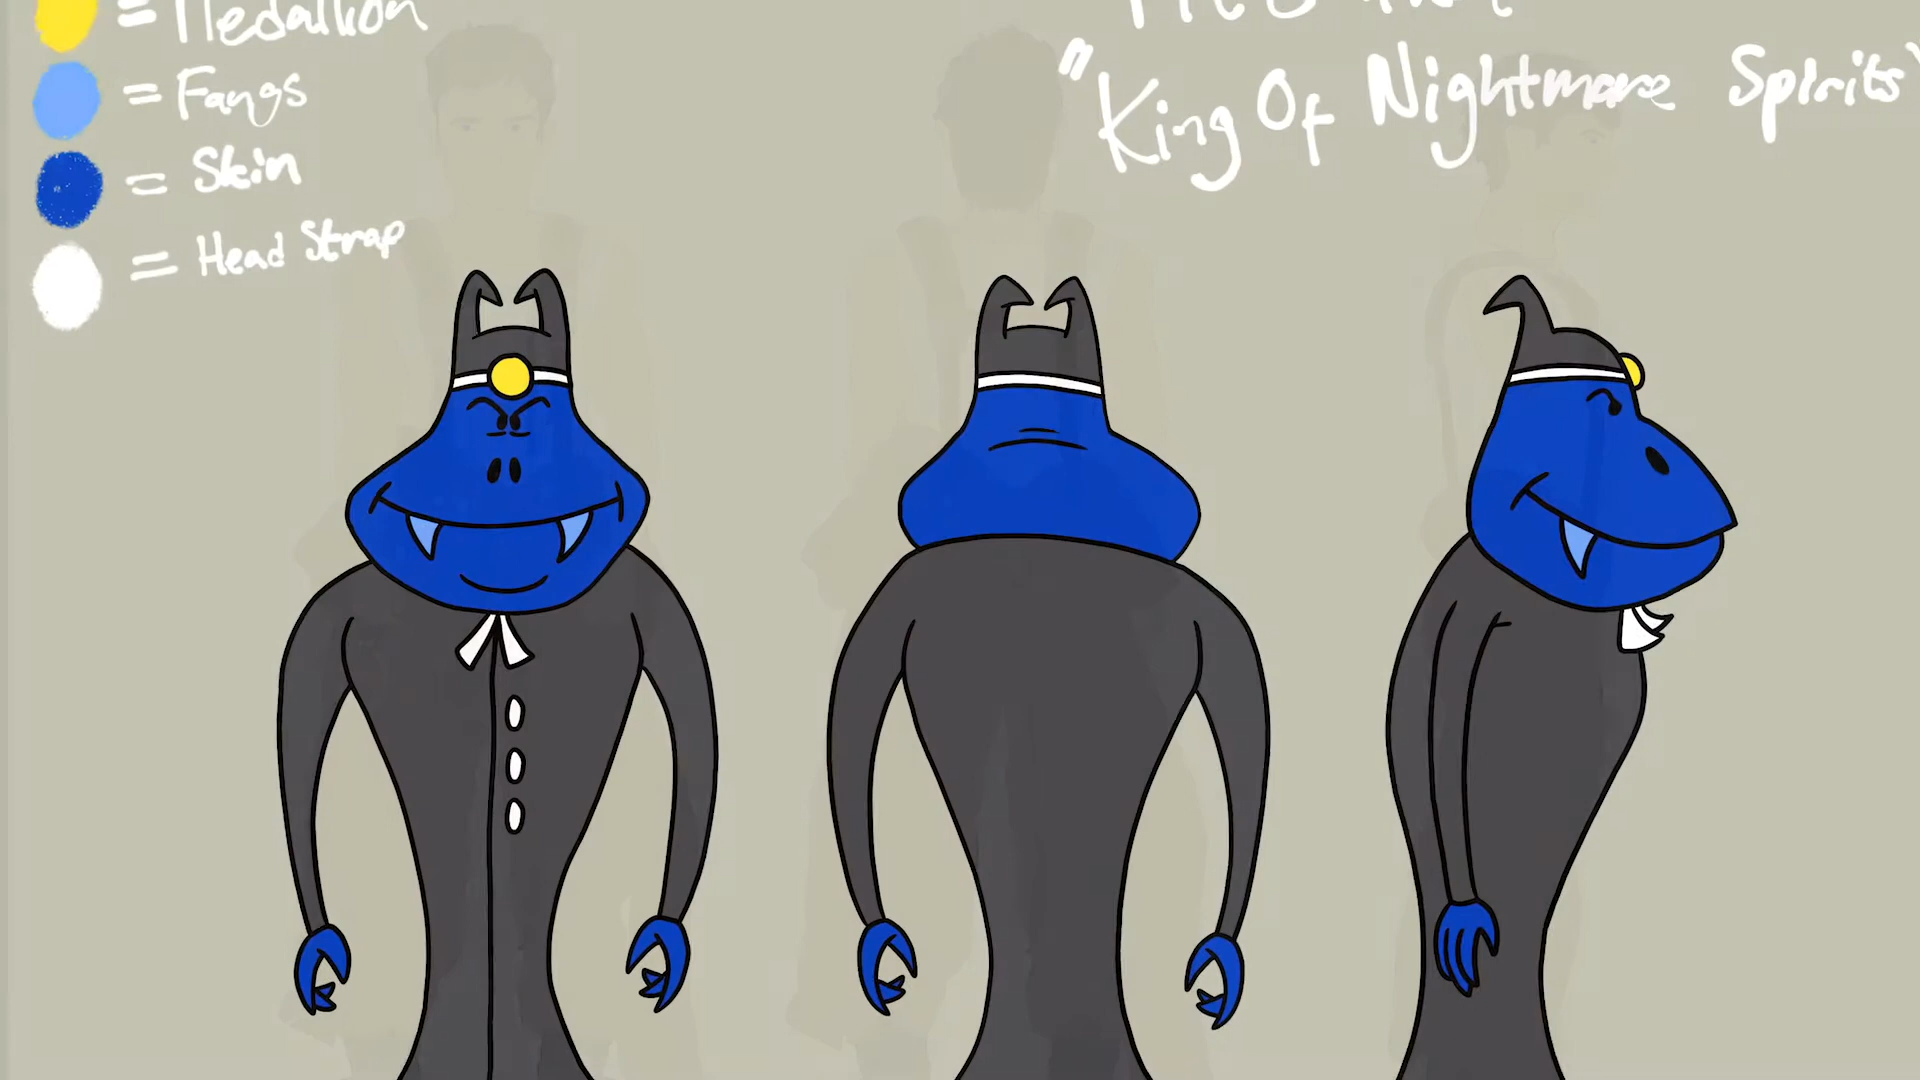 = Medallion
= Fangs
= Skin
= Head Strap
"King Of Nightmare Spirits"